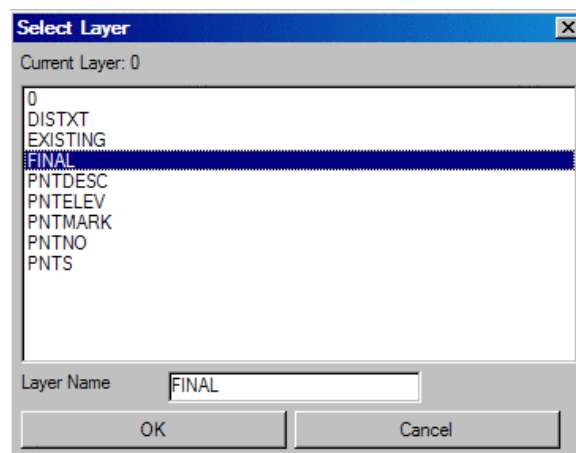 Select Layer
Current Layer: 0
0
DISTXT
EXISTING
FINAL
PNTDESC
PNTELEV
PNTMARK
PNTNO
PNTS
Layer Name FINAL
OK Cancel